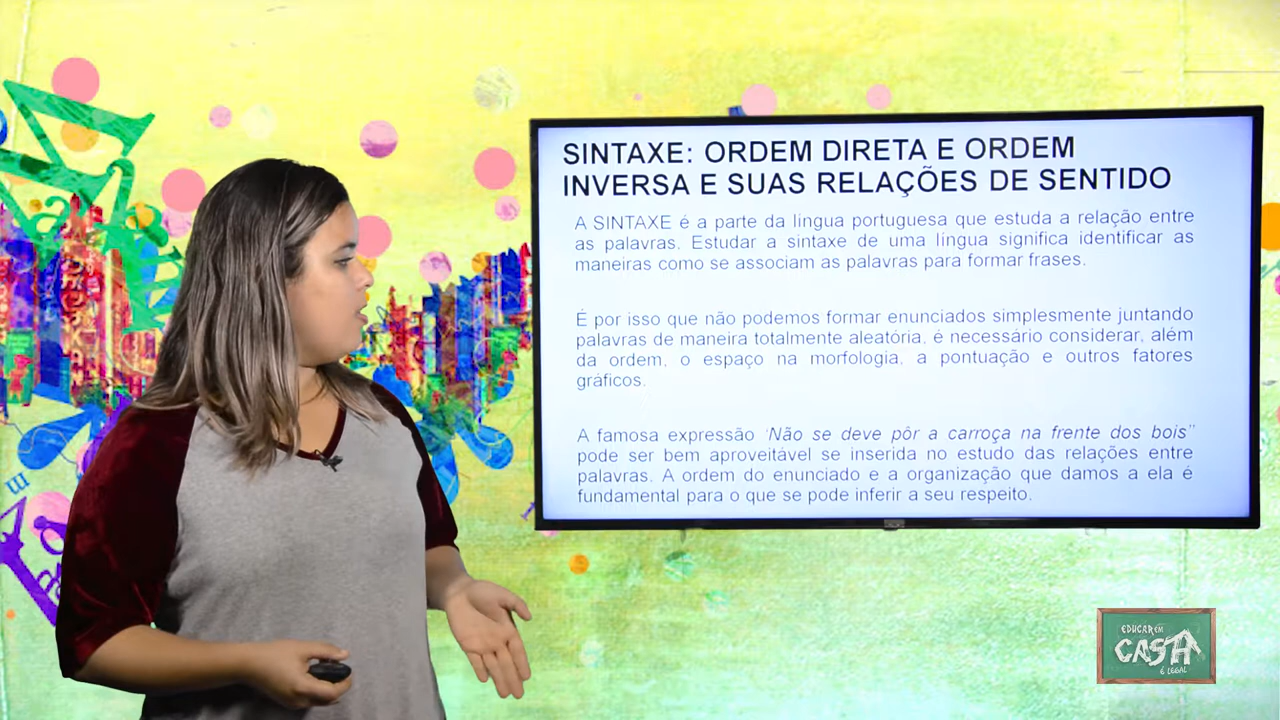 SINTAXE: ORDEM DIRETA E ORDEM
INVERSA E SUAS RELAÇÕES DE SENTIDO
A SINTAXE é a parte da língua portuguesa que estuda a relação entre
as palavras. Estudar a sintaxe de uma língua significa identificar as
maneiras como se associam as palavras para formar frases.
É por isso que não podemos formar enunciados simplesmente juntando
palavras de maneira totalmente aleatória, é necessário considerar, além
da ordem, o espaço na morfologia, a pontuação e outros fatores
gráficos.
A famosa expressão 'Não se deve pôr a carroça na frente dos bois"
pode ser bem aproveitável se inserida no estudo das relações entre
palavras. A ordem do enunciado e a organização que damos a ela é
fundamental para o que se pode inferir a seu respeito.
EDUCAR EM
CASA
É LEGAL